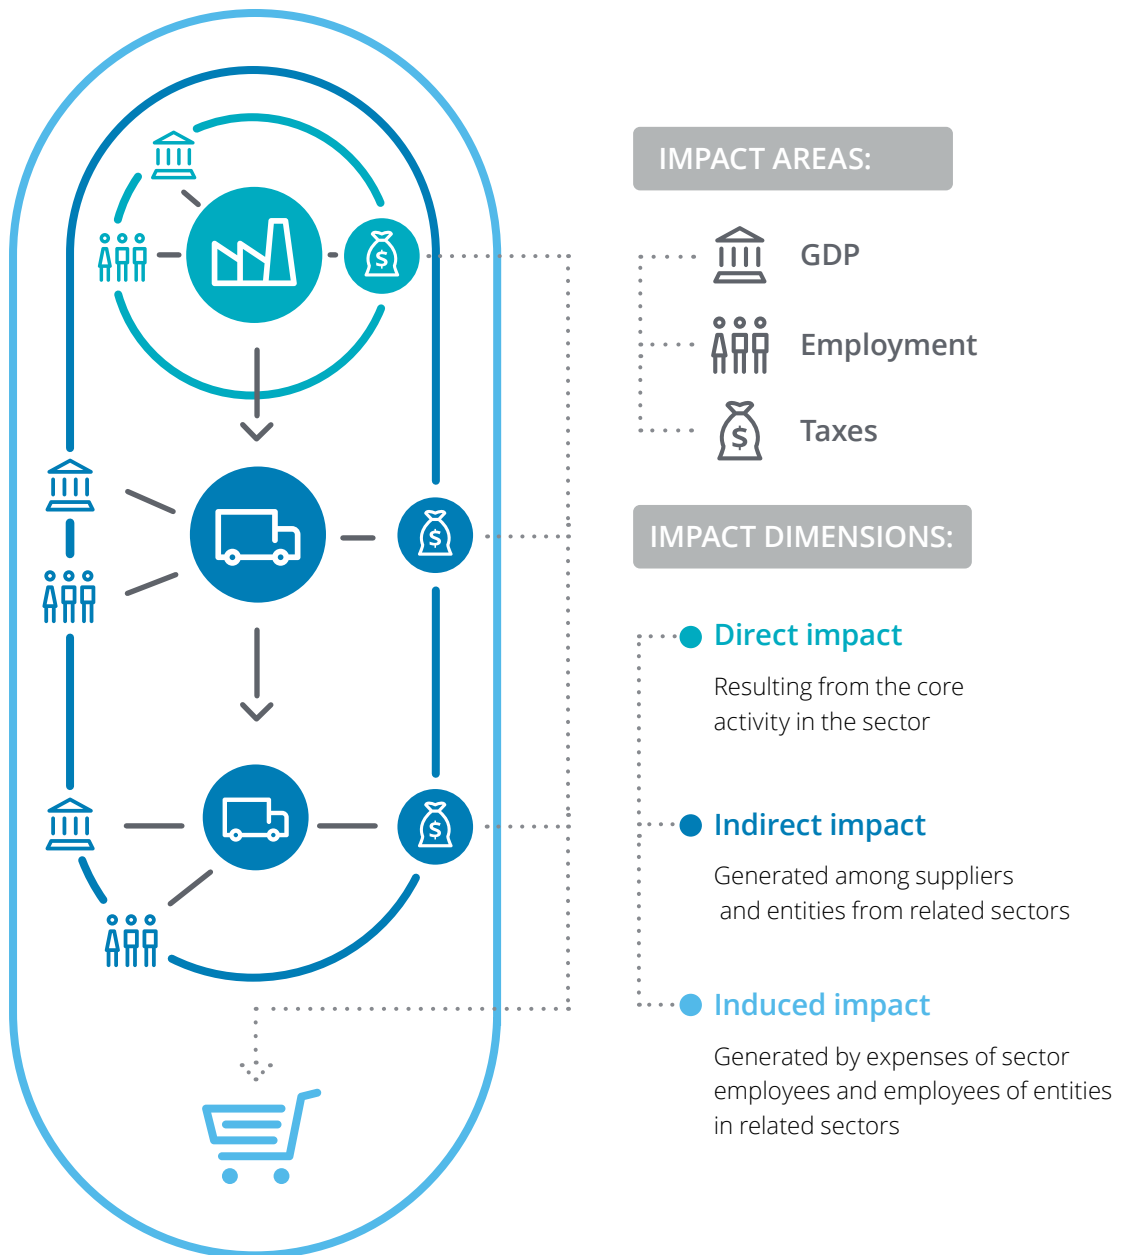 IMPACT AREAS:
GDP
Employment
Taxes
IMPACT DIMENSIONS:
Direct impact
Resulting from the core
activity in the sector
Indirect impact
Generated among suppliers
and entities from related sectors
Induced impact
Generated by expenses of sector
employees and employees of entities
in related sectors
$
$
$
$